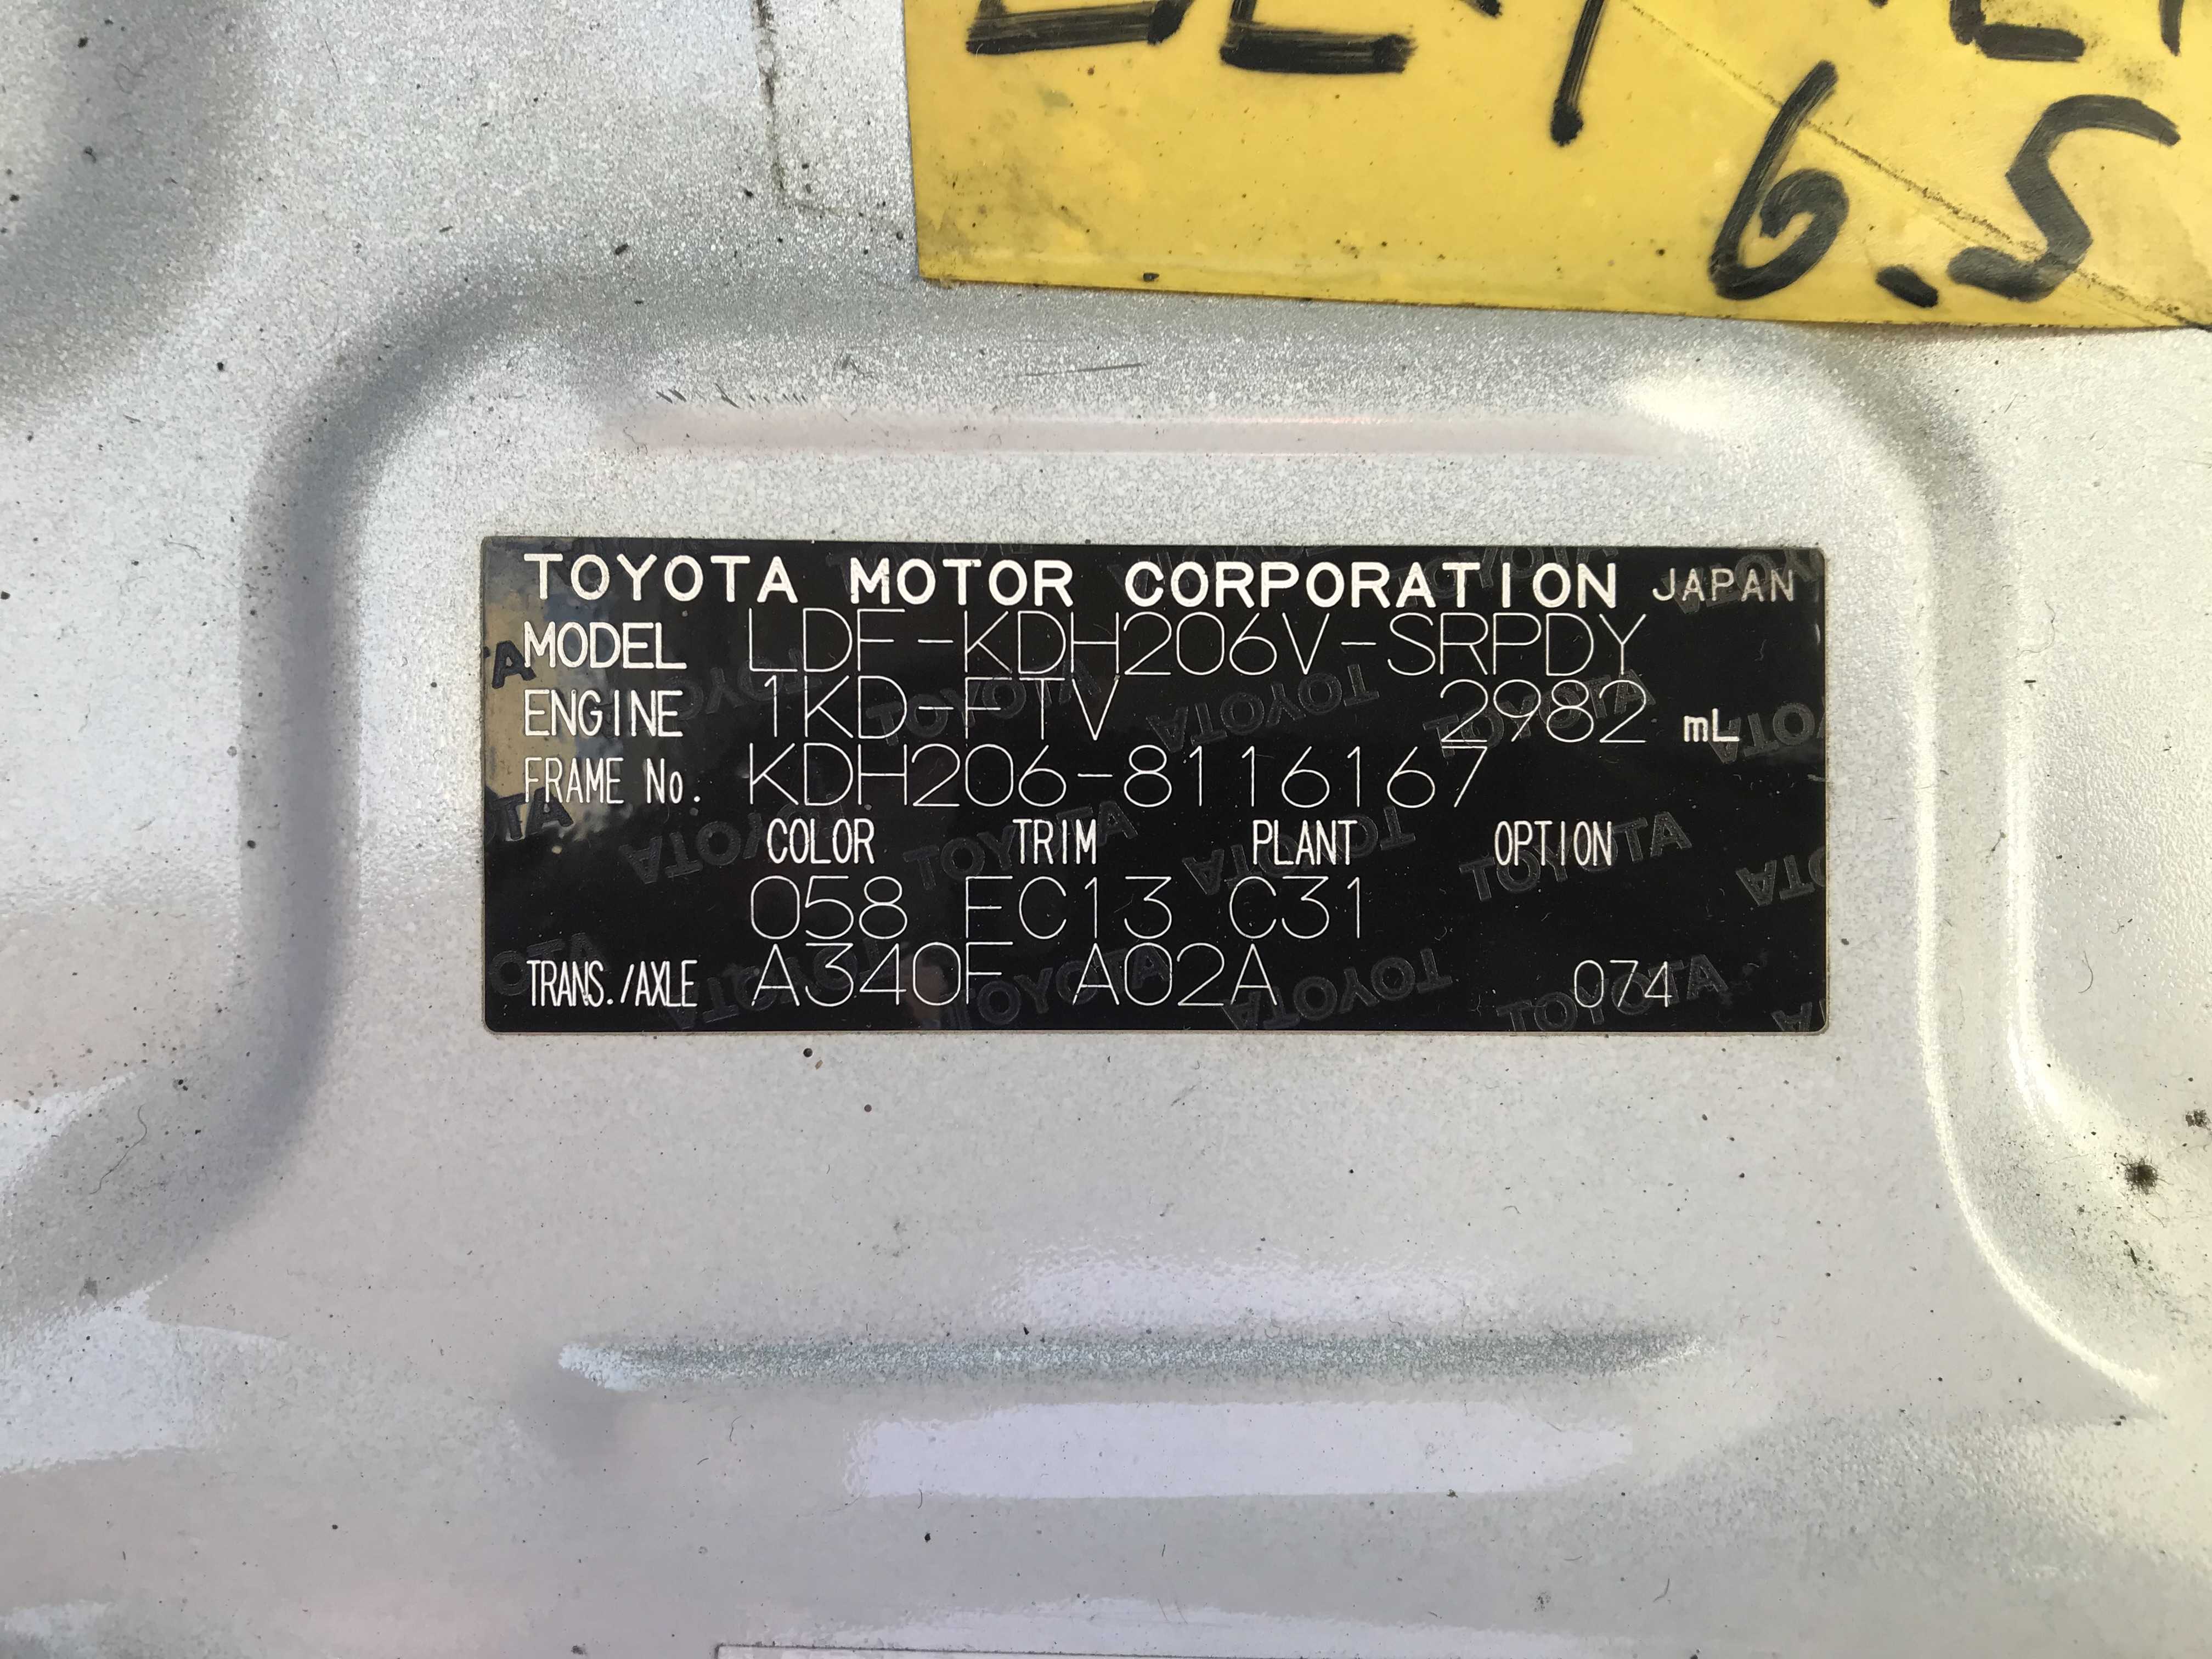 6.5
TOYOTA MOTOR CORPORATION JAPAN
MODEL LDF-KDH206V-SRPDY
ENGINE 1KD-FTV 2982 mL
FRAME No. KDH206-8116167
COLOR TRIM PLANT OPTION
058 FC13 C31
TRANS./AXLE A340F A02A 074